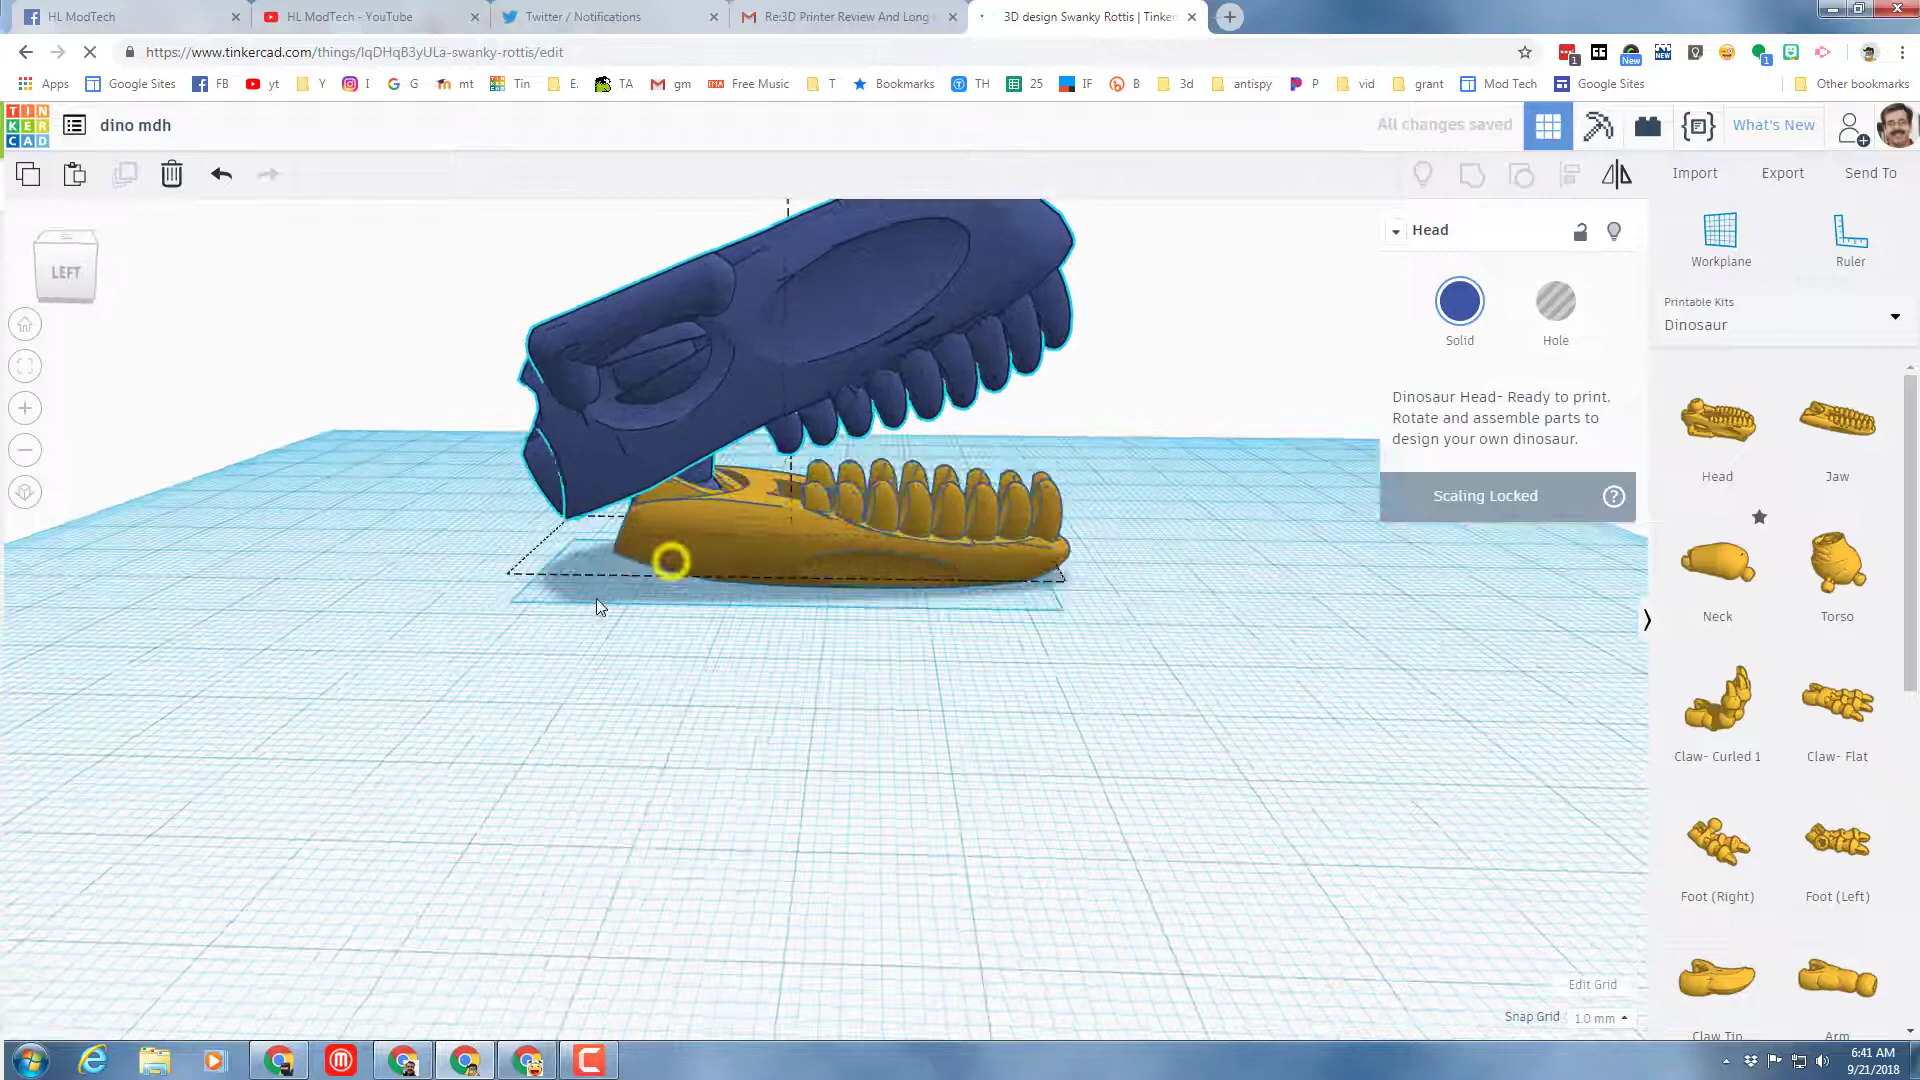 HL ModTech
HL ModTech - YouTube
Twitter / Notifications
Re:3D Printer Review And Long
3D design Swanky Rottis | Tinker
https://www.tinkercad.com/things/lqDHqB3yULa-swanky-rottis/edit
1
New
NEW
1
Apps Google Sites FB yt Y I G mt Tin E. TA gm Free Music T Bookmarks TH 25 IF B 3d antispy P vid grant Mod Tech Google Sites Other bookmarks
TIN
KER
CAD
dino mdh
All changes saved
What's New
Import Export Send To
LEFT
Head
Workplane
Ruler
Solid
Hole
Printable Kits
Dinosaur
Dinosaur Head- Ready to print.
Rotate and assemble parts to
design your own dinosaur.
Scaling Locked
?
Head
Jaw
Neck
Torso
Claw- Curled 1
Claw- Flat
Foot (Right)
Foot (Left)
Claw Tip
Arm
Edit Grid
Snap Grid 1.0 mm
6:41 AM
9/21/2018